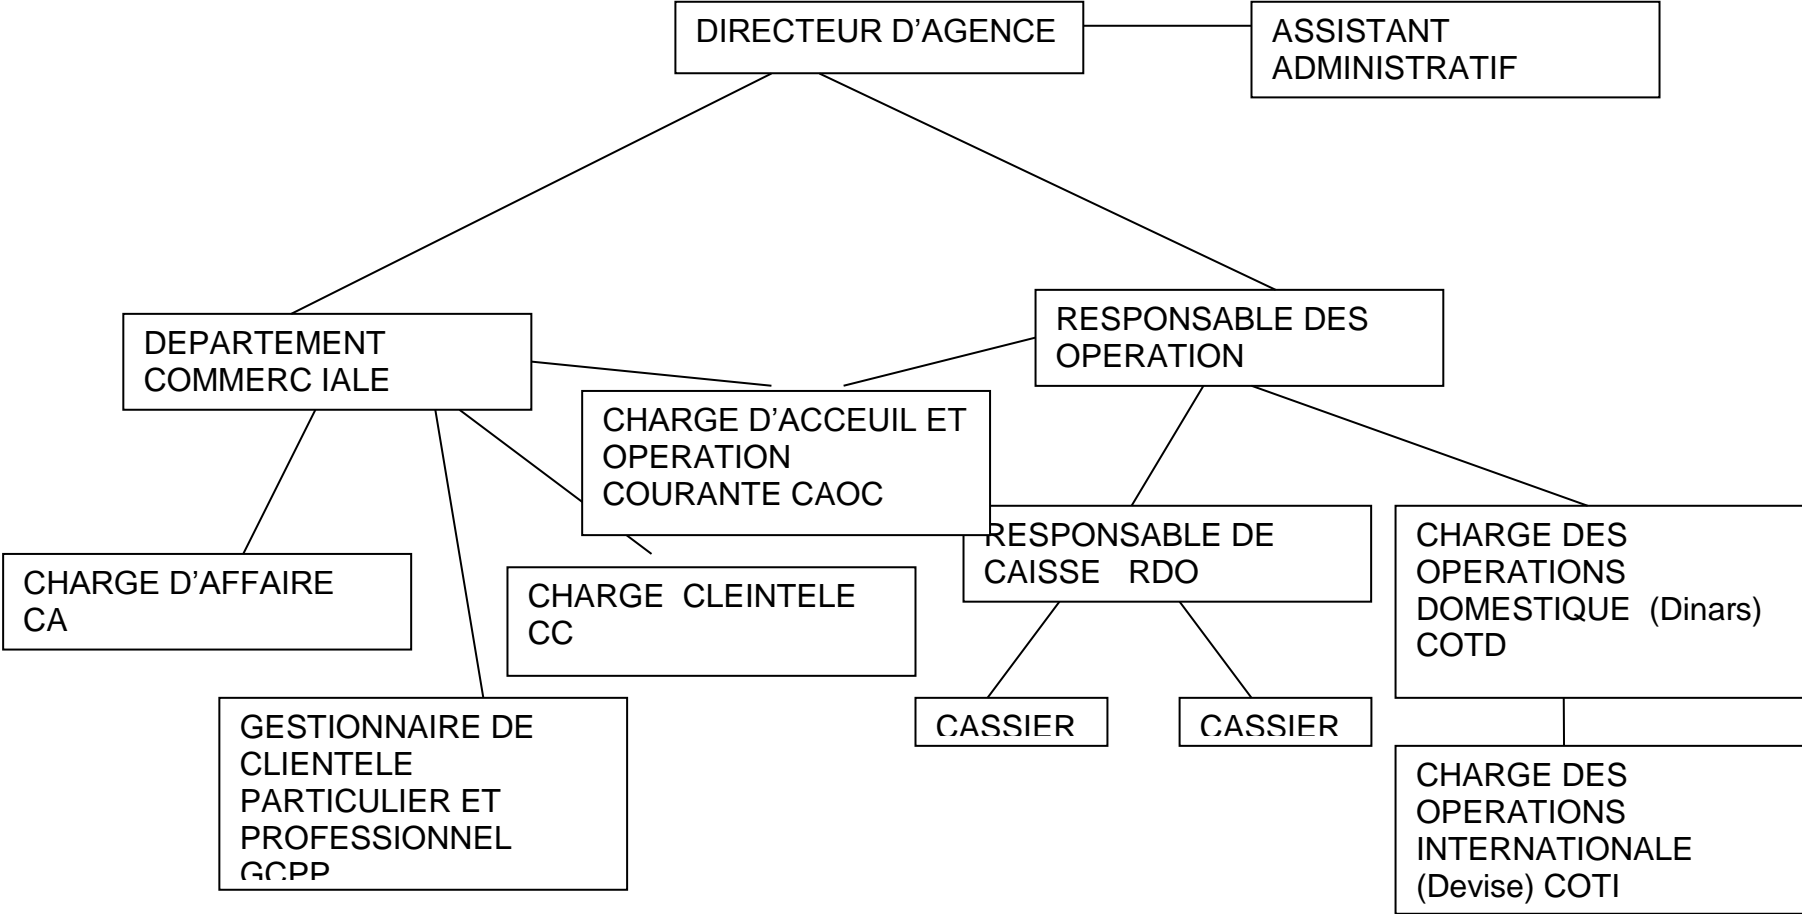 DIRECTEUR D'AGENCE
ASSISTANT
ADMINISTRATIF
DEPARTEMENT
COMMERC IALE
RESPONSABLE DES
OPERATION
CHARGE D'ACCEUIL ET
OPERATION
COURANTE CAOC
RESPONSABLE DE
CAISSE   RDO
CHARGE DES
OPERATIONS
DOMESTIQUE  (Dinars)
COTD
CHARGE D'AFFAIRE
CA
CHARGE  CLEINTELE
CC
GESTIONNAIRE DE
CLIENTELE
PARTICULIER ET
PROFESSIONNEL
GCPP
CASSIER
CASSIER
CHARGE DES
OPERATIONS
INTERNATIONALE
(Devise) COTI